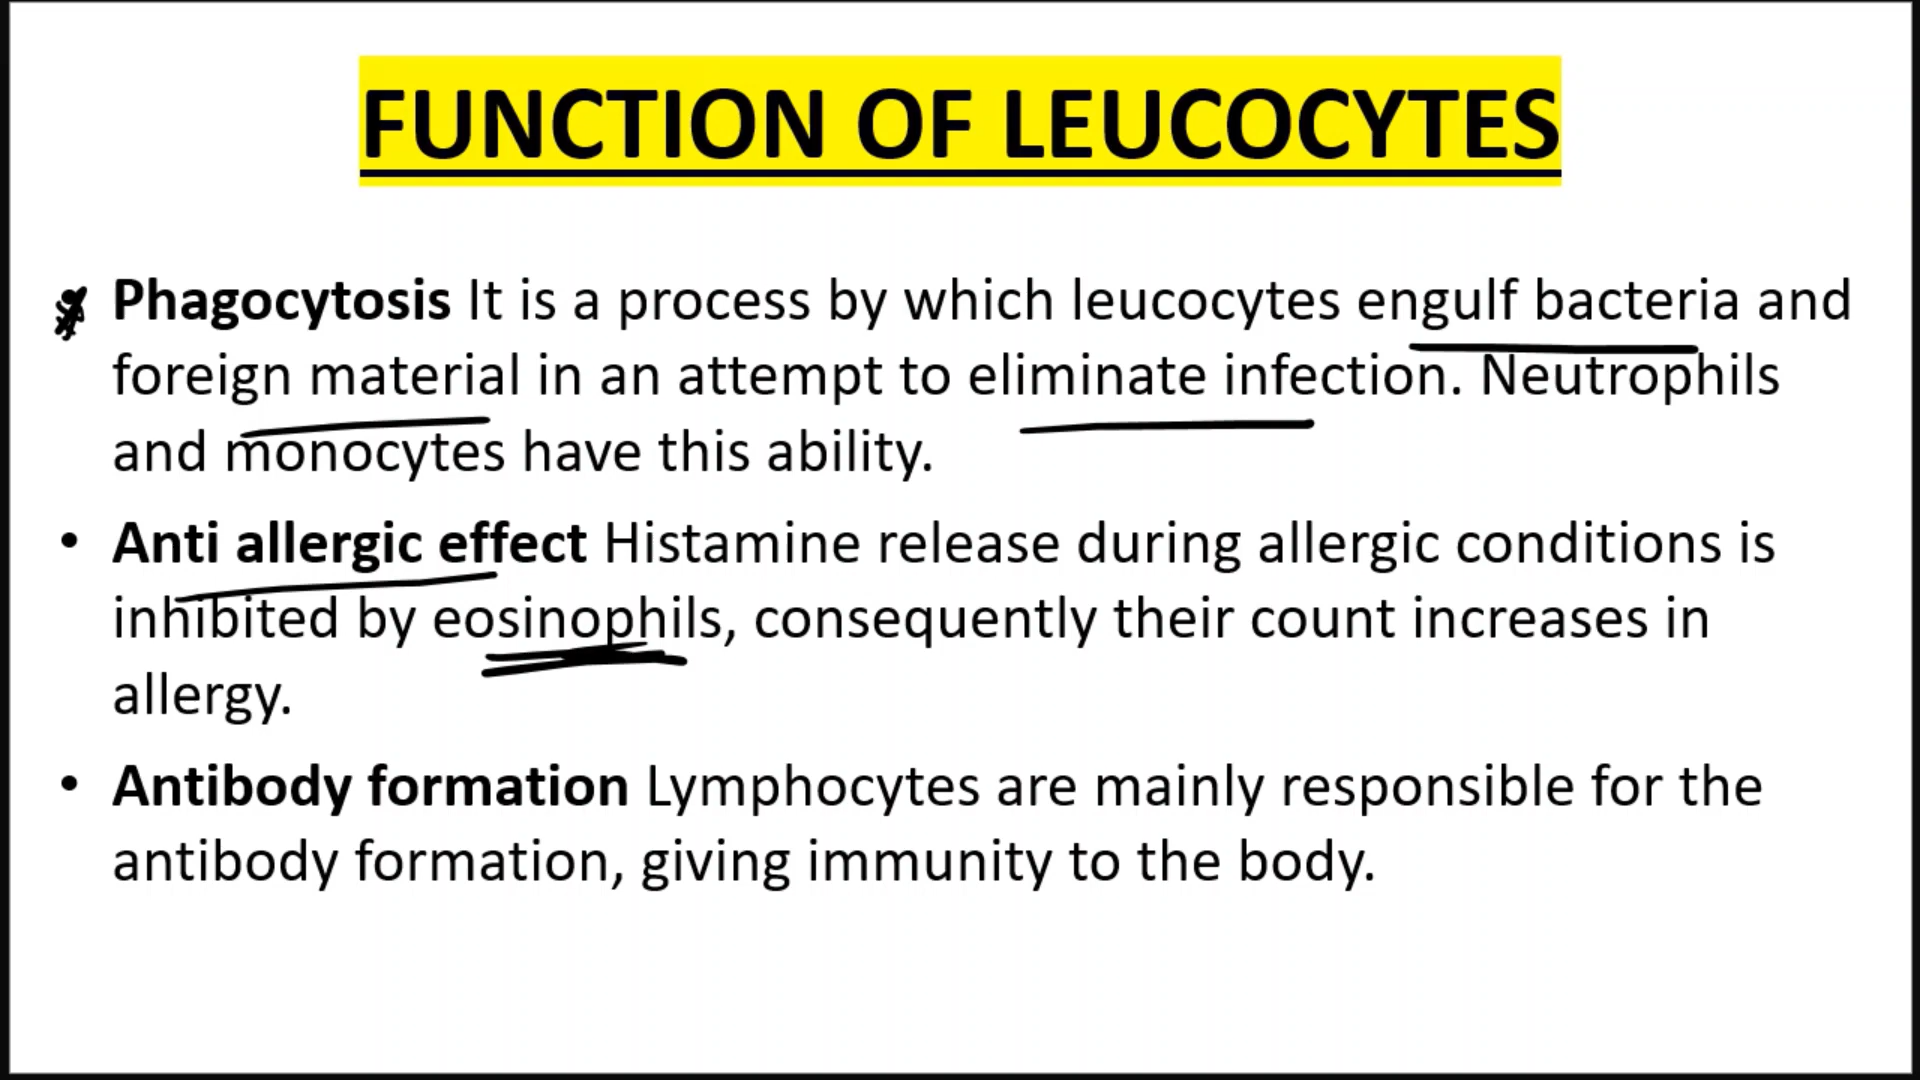 FUNCTION OF LEUCOCYTES
Phagocytosis It is a process by which leucocytes engulf bacteria and
foreign material in an attempt to eliminate infection. Neutrophils
and monocytes have this ability.
• Anti allergic effect Histamine release during allergic conditions is
inhibited by eosinophils, consequently their count increases in
allergy.
• Antibody formation Lymphocytes are mainly responsible for the
antibody formation, giving immunity to the body.